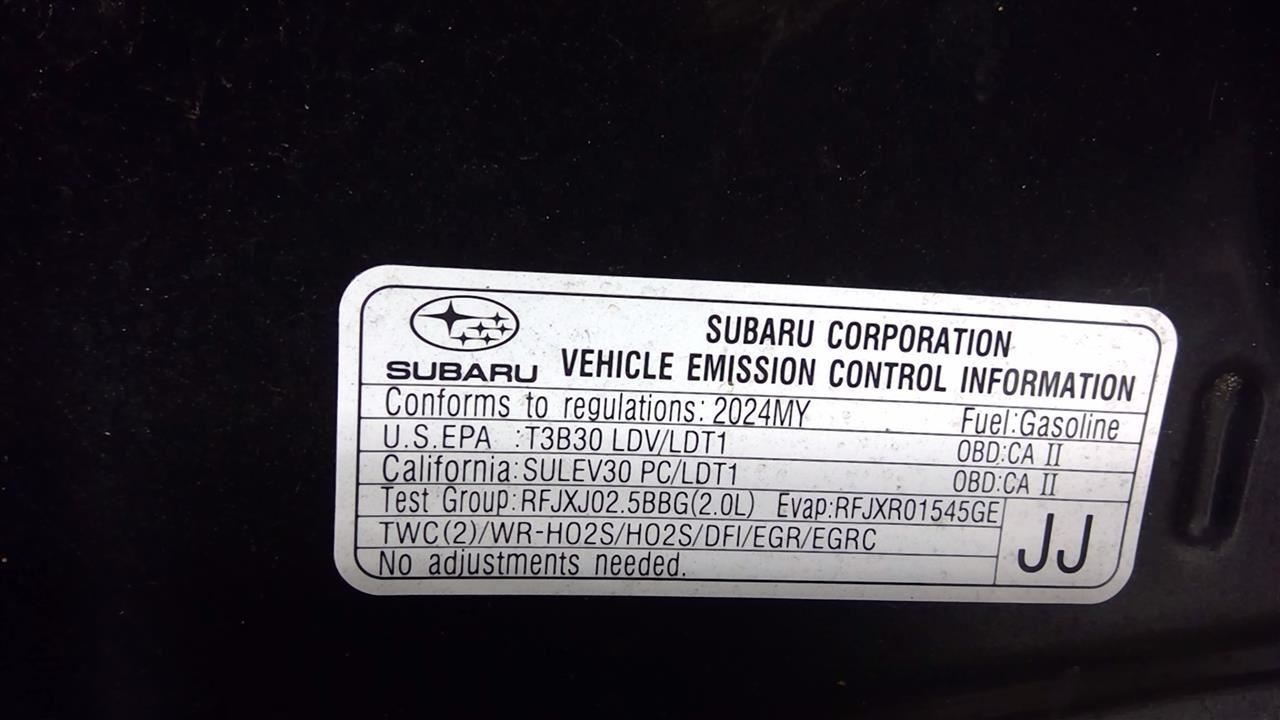 SUBARU
SUBARU CORPORATION
VEHICLE EMISSION CONTROL INFORMATION
Conforms to regulations: 2024MY Fuel:Gasoline
U.S.EPA :T3B30 LDV/LDT1 OBD:CA II
California:SULEV30 PC/LDT1 OBD:CA II
Test Group:RFJXJ02.5BBG(2.0L) Evap:RFJXR01545GE
TWC(2)/WR-HO2S/HO2S/DFI/EGR/EGRC
No adjustments needed.
JJ